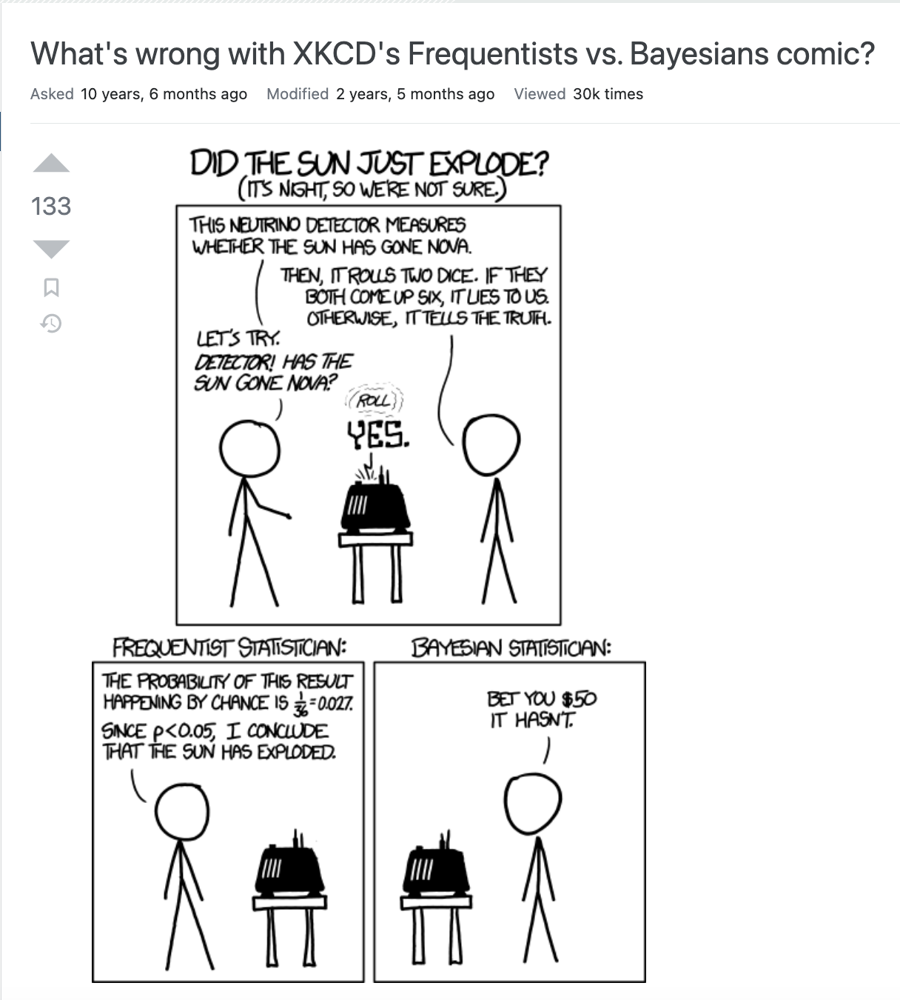 What's wrong with XKCD's Frequentists vs. Bayesians comic?
Asked 10 years, 6 months ago Modified 2 years, 5 months ago Viewed 30k times
133
DID THE SUN JUST EXPLODE?
(IT'S NIGHT, SO WE'RE NOT SURE.)
THIS NEUTRINO DETECTOR MEASURES
WHETHER THE SUN HAS GONE NOVA.
THEN, IT ROLLS TWO DICE. IF THEY
BOTH COME UP SIX, IT LIES TO US.
OTHERWISE, IT TELLS THE TRUTH.
LET'S TRY.
DETECTOR! HAS THE
SUN GONE NOVA?
(ROLL)
YES.
FREQUENTIST STATISTICIAN:
THE PROBABILITY OF THIS RESULT
HAPPENING BY CHANCE IS 1/36 = 0.027.
SINCE p<0.05, I CONCLUDE
THAT THE SUN HAS EXPLODED.
BAYESIAN STATISTICIAN:
BET YOU $50
IT HASN'T.